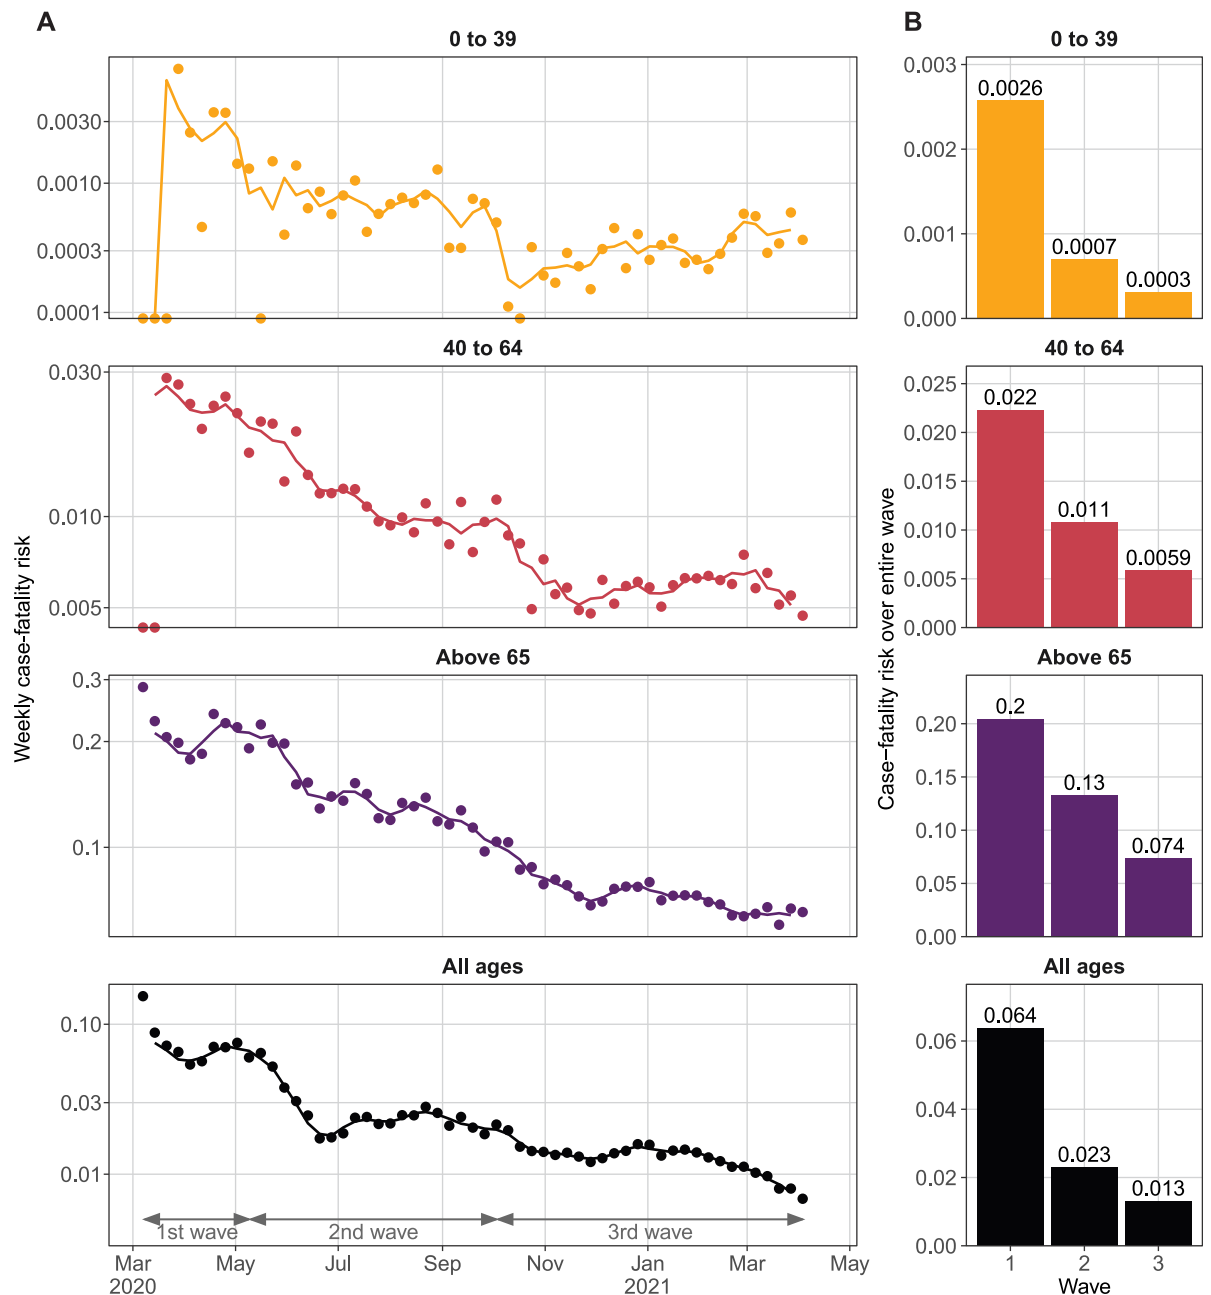 A
B
0 to 39
0 to 39
0.0030
0.0010
0.0003
0.0001
0.003
0.002
0.001
0.000
0.0026
0.0007
0.0003
40 to 64
40 to 64
0.030
0.010
0.005
0.025
0.020
0.015
0.010
0.005
0.000
0.022
0.011
0.0059
Weekly case−fatality risk
Case−fatality risk over entire wave
Above 65
Above 65
0.3
0.2
0.1
0.20
0.15
0.10
0.05
0.00
0.2
0.13
0.074
All ages
All ages
0.10
0.03
0.01
0.06
0.04
0.02
0.00
0.064
0.023
0.013
1st wave
2nd wave
3rd wave
Mar
2020
May
Jul
Sep
Nov
Jan
2021
Mar
May
1
2
3
Wave